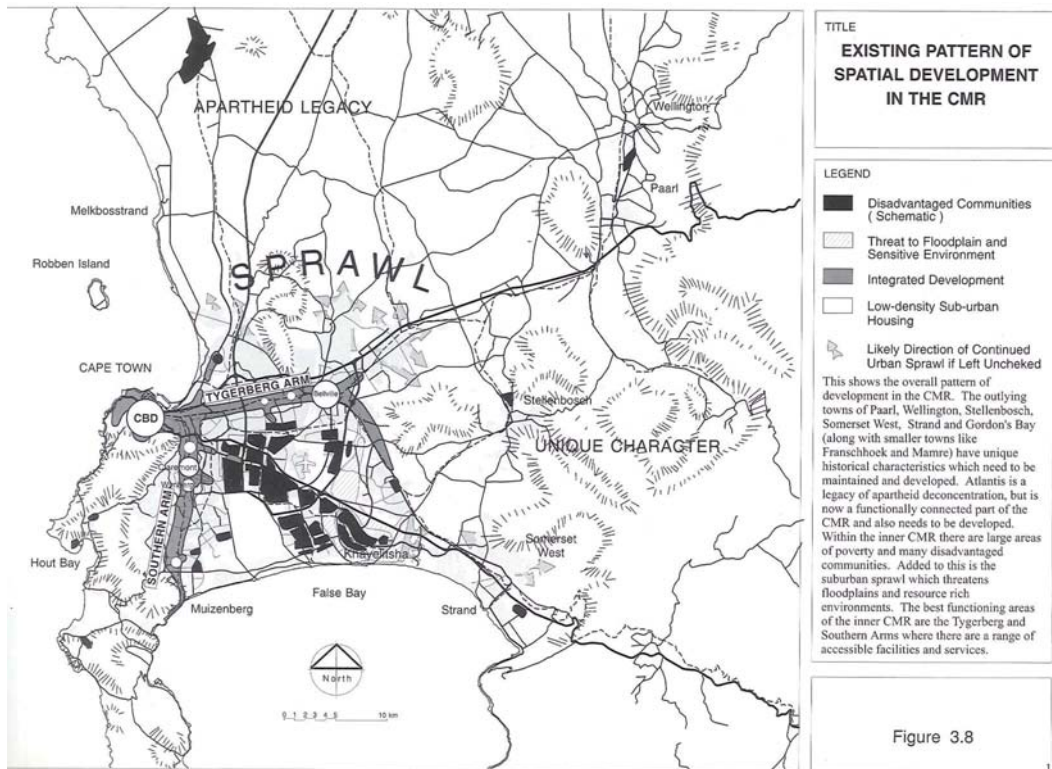 APARTHEID LEGACY
Wellington
Paarl
Melkbosstrand
Robben Island
SPRAWL
CAPE TOWN
TYGERBERG ARM
Bellville
CBD
Stellenbosch
UNIQUE CHARACTER
Claremont
SOUTHERN ARM
Somerset
West
Khayelitsha
Hout Bay
Muizenberg
False Bay
Strand
North
0 1 2 3 4 5 10 km
TITLE
EXISTING PATTERN OF
SPATIAL DEVELOPMENT
IN THE CMR
LEGEND
Disadvantaged Communities
( Schematic )
Threat to Floodplain and
Sensitive Environment
Integrated Development
Low-density Sub-urban
Housing
Likely Direction of Continued
Urban Sprawl if Left Uncheked
This shows the overall pattern of
development in the CMR. The outlying
towns of Paarl, Wellington, Stellenbosch,
Somerset West, Strand and Gordon's Bay
(along with smaller towns like
Franschhoek and Mamre) have unique
historical characteristics which need to be
maintained and developed. Atlantis is a
legacy of apartheid deconcentration, but is
now a functionally connected part of the
CMR and also needs to be developed.
Within the inner CMR there are large areas
of poverty and many disadvantaged
communities. Added to this is the
suburban sprawl which threatens
floodplains and resource rich
environments. The best functioning areas
of the inner CMR are the Tygerberg and
Southern Arms where there are a range of
accessible facilities and services.
Figure 3.8